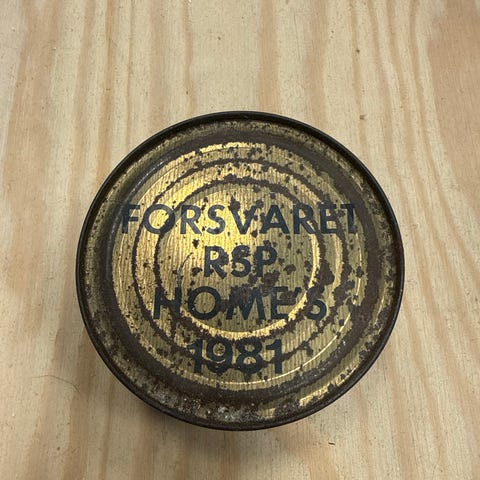 FORSVARET
RSP
HOME'S
1981